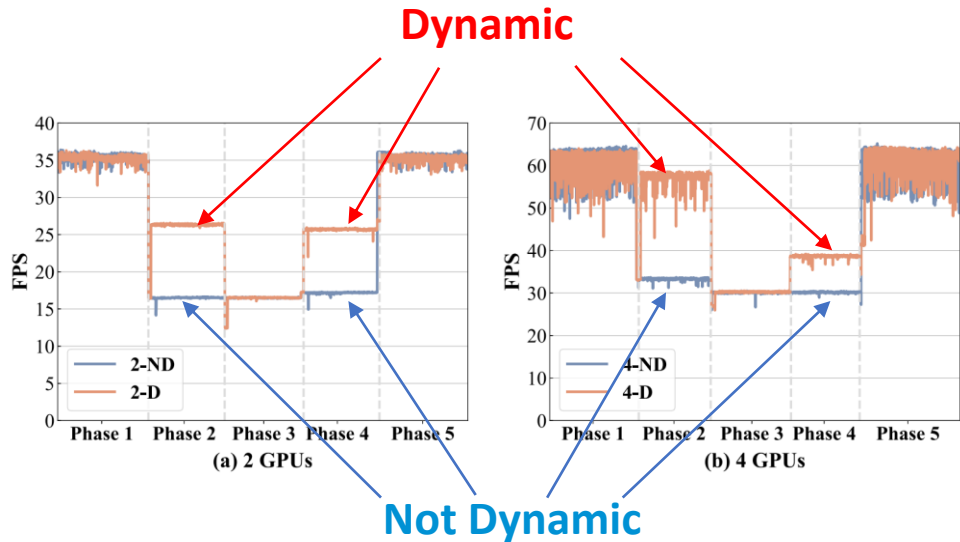 Dynamic
40
35
30
25
20
15
10
5
0
FPS
2-ND
2-D
Phase 1 Phase 2 Phase 3 Phase 4 Phase 5
(a) 2 GPUs
70
60
50
40
30
20
10
0
FPS
4-ND
4-D
Phase 1 Phase 2 Phase 3 Phase 4 Phase 5
(b) 4 GPUs
Not Dynamic